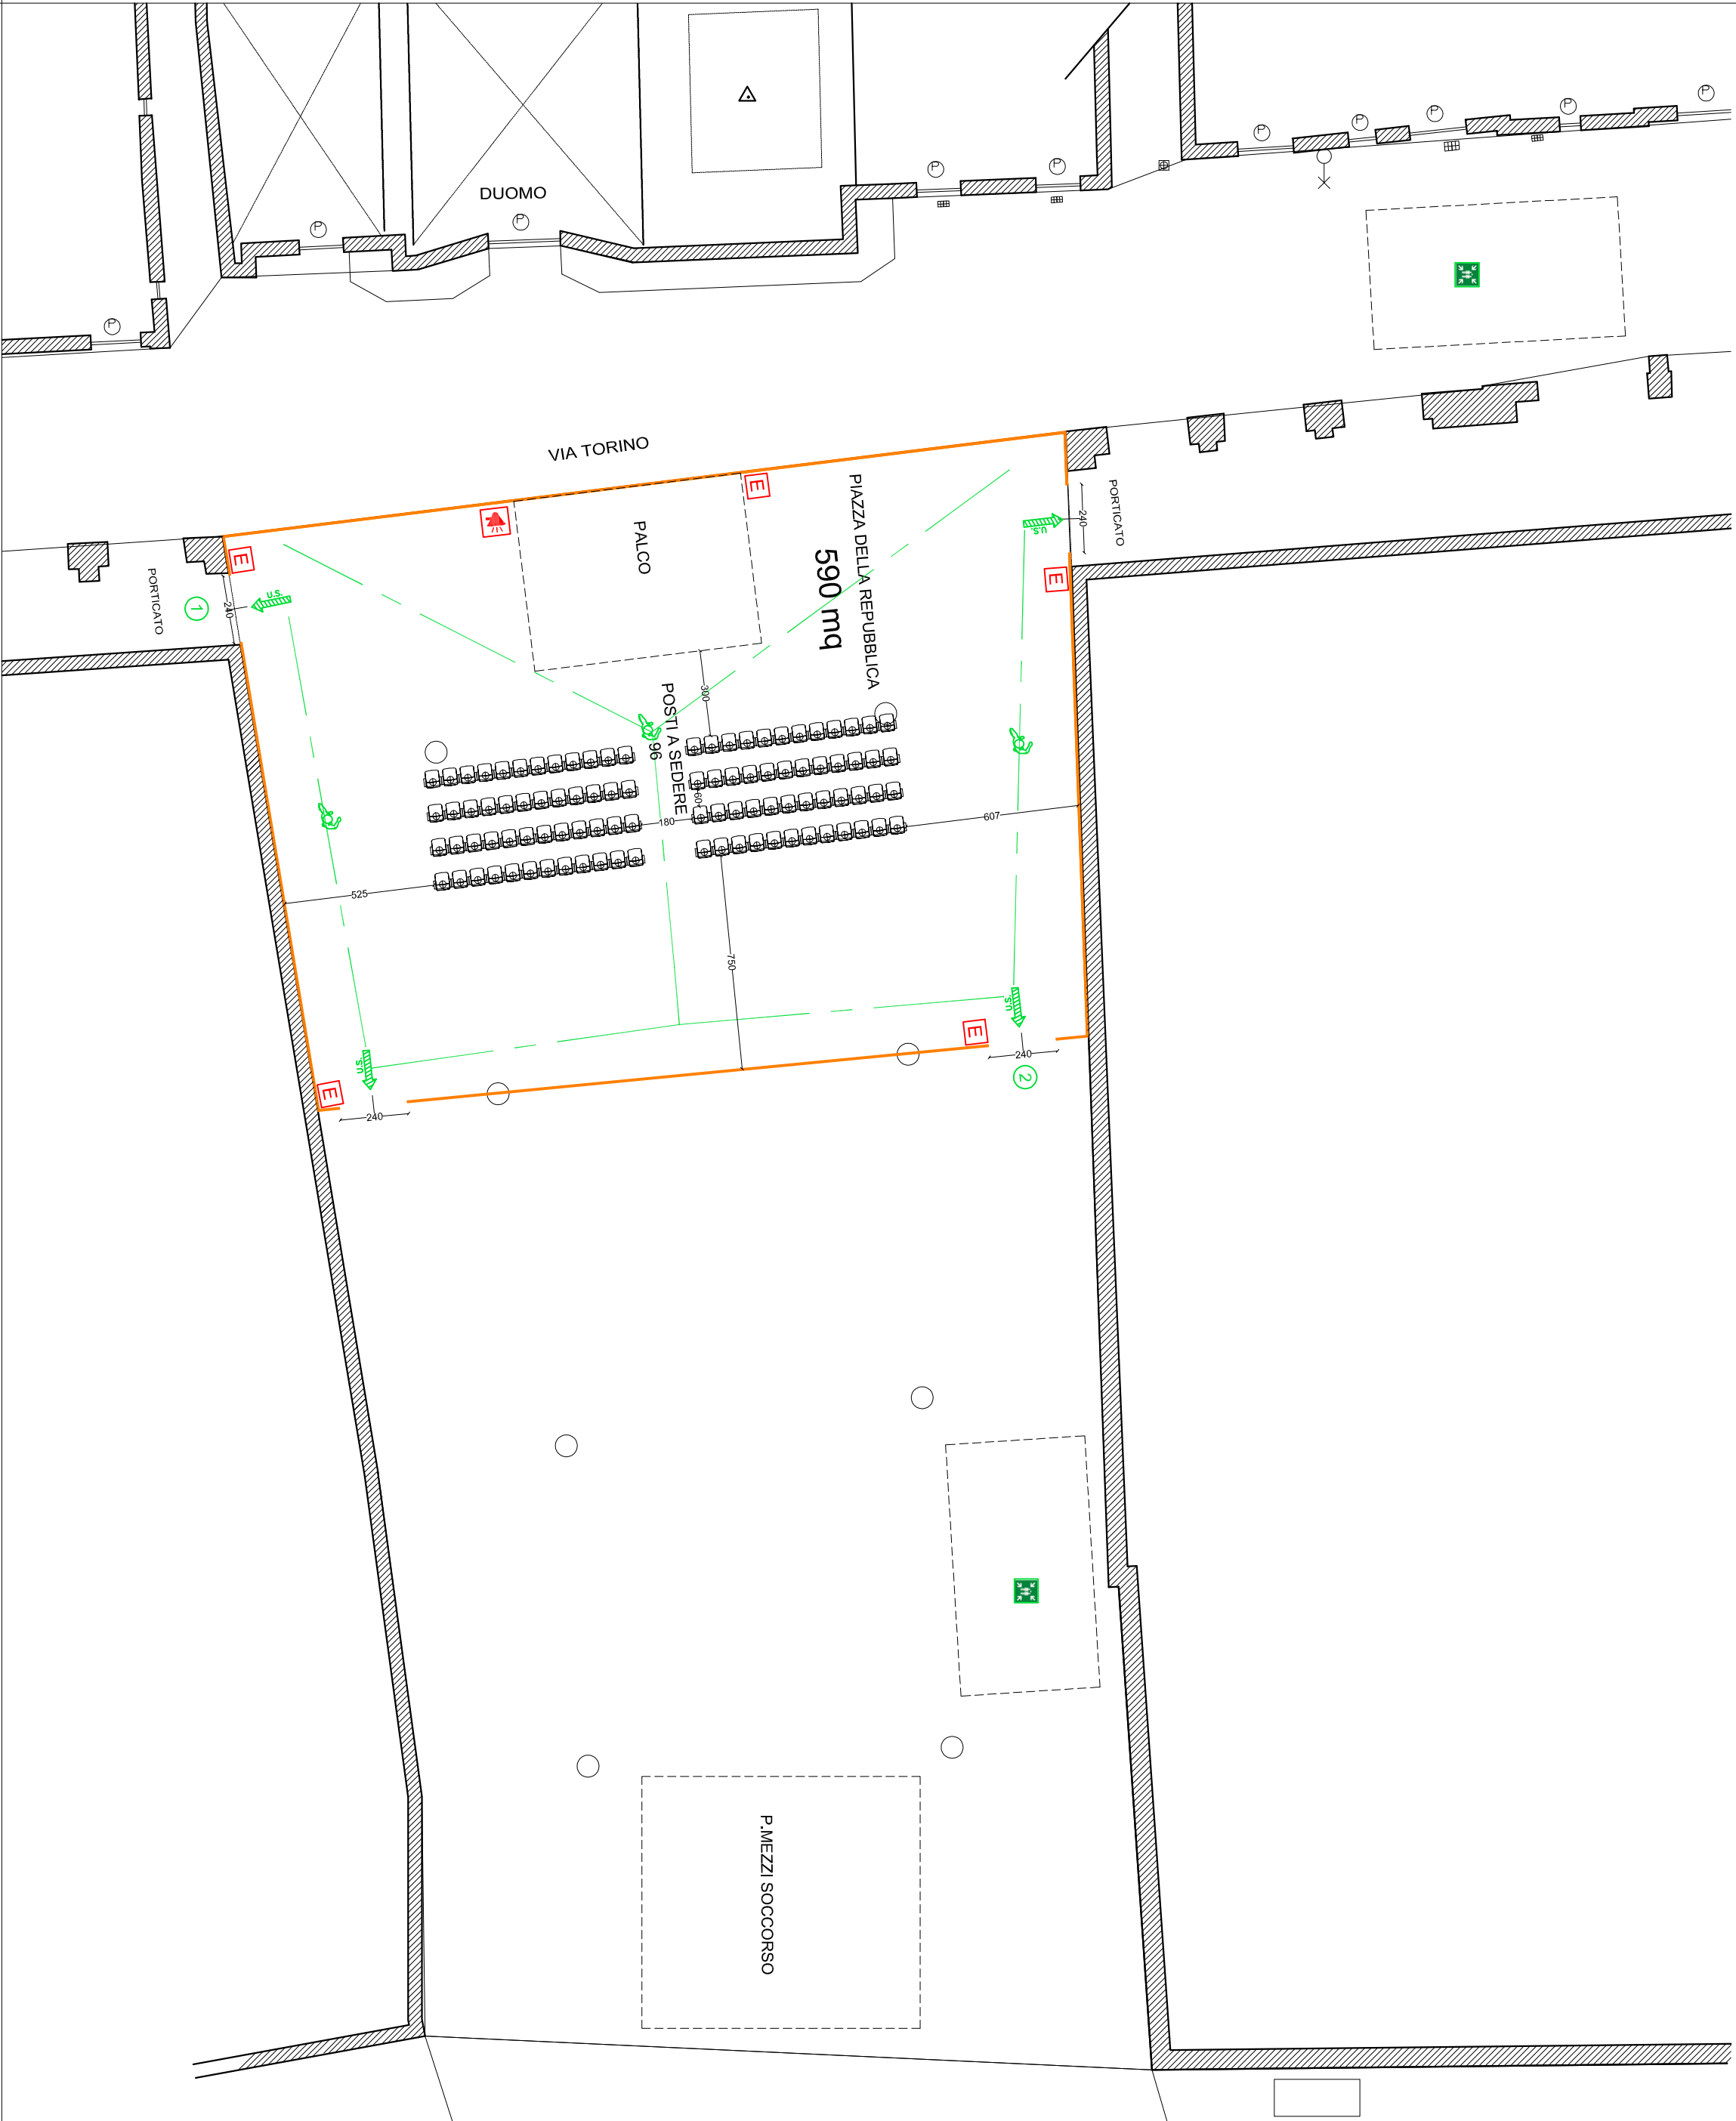 P
P
P
P
P
P
P
DUOMO
P
P
P
VIA TORINO
E
PIAZZA DELLA REPUBBLICA
590 mq
PALCO
PORTICATO
240
U.S.
E
E
PORTICATO
1
240
U.S.
300
POSTI A SEDERE
96
60
180
607
525
750
U.S.
E
240
2
U.S.
E
240
P.MEZZI SOCCORSO